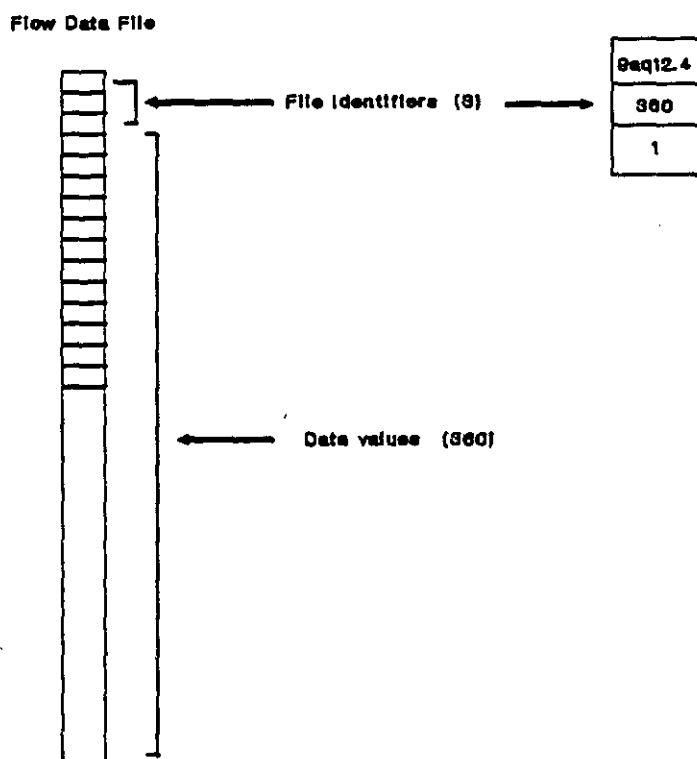 Flow Data File
File identifiers (3)
9aq12.4
360
1
Data values (360)